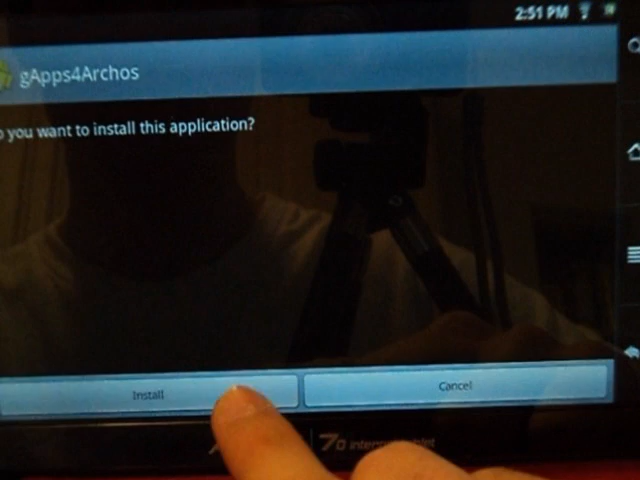 2:51 PM
gApps4Archos
you want to install this application?
Install
Cancel
70 internet tablet